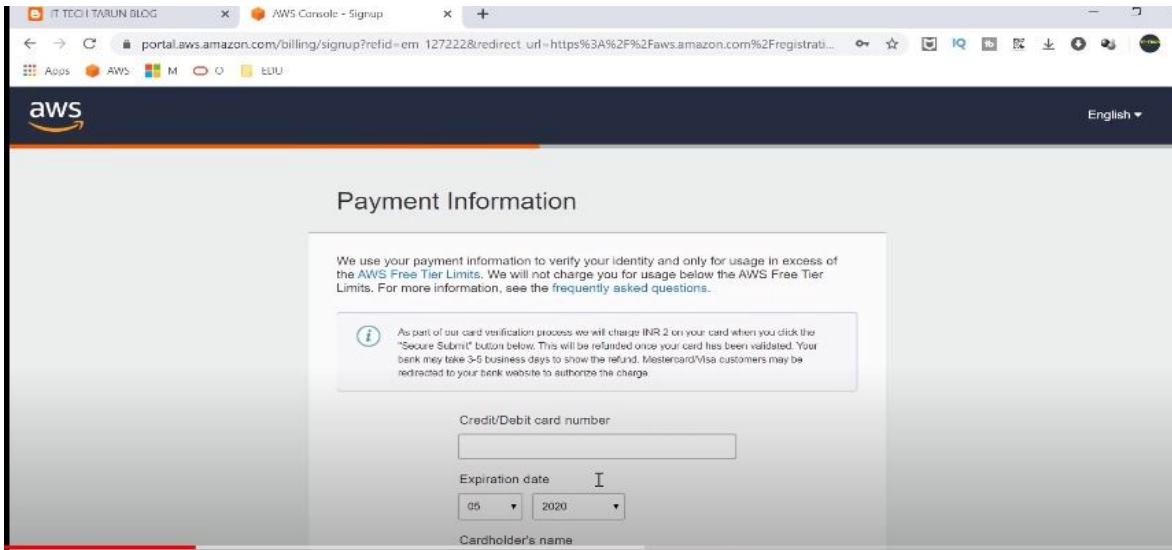 IT TECH TARUN BLOG
AWS Console - Signup
portal.aws.amazon.com/billing/signup?refid=em_127222&redirect_url=https%3A%2F%2Faws.amazon.com%2Fregistrati...
Apps AWS M O EDU
aws
English
Payment Information
We use your payment information to verify your identity and only for usage in excess of
the AWS Free Tier Limits. We will not charge you for usage below the AWS Free Tier
Limits. For more information, see the frequently asked questions.
As part of our card verification process we will charge INR 2 on your card when you click the
"Secure Submit" button below. This will be refunded once your card has been validated. Your
bank may take 3-5 business days to show the refund. Mastercard/Visa customers may be
redirected to your bank website to authorize the charge.
Credit/Debit card number
Expiration date
05 2020
Cardholder's name